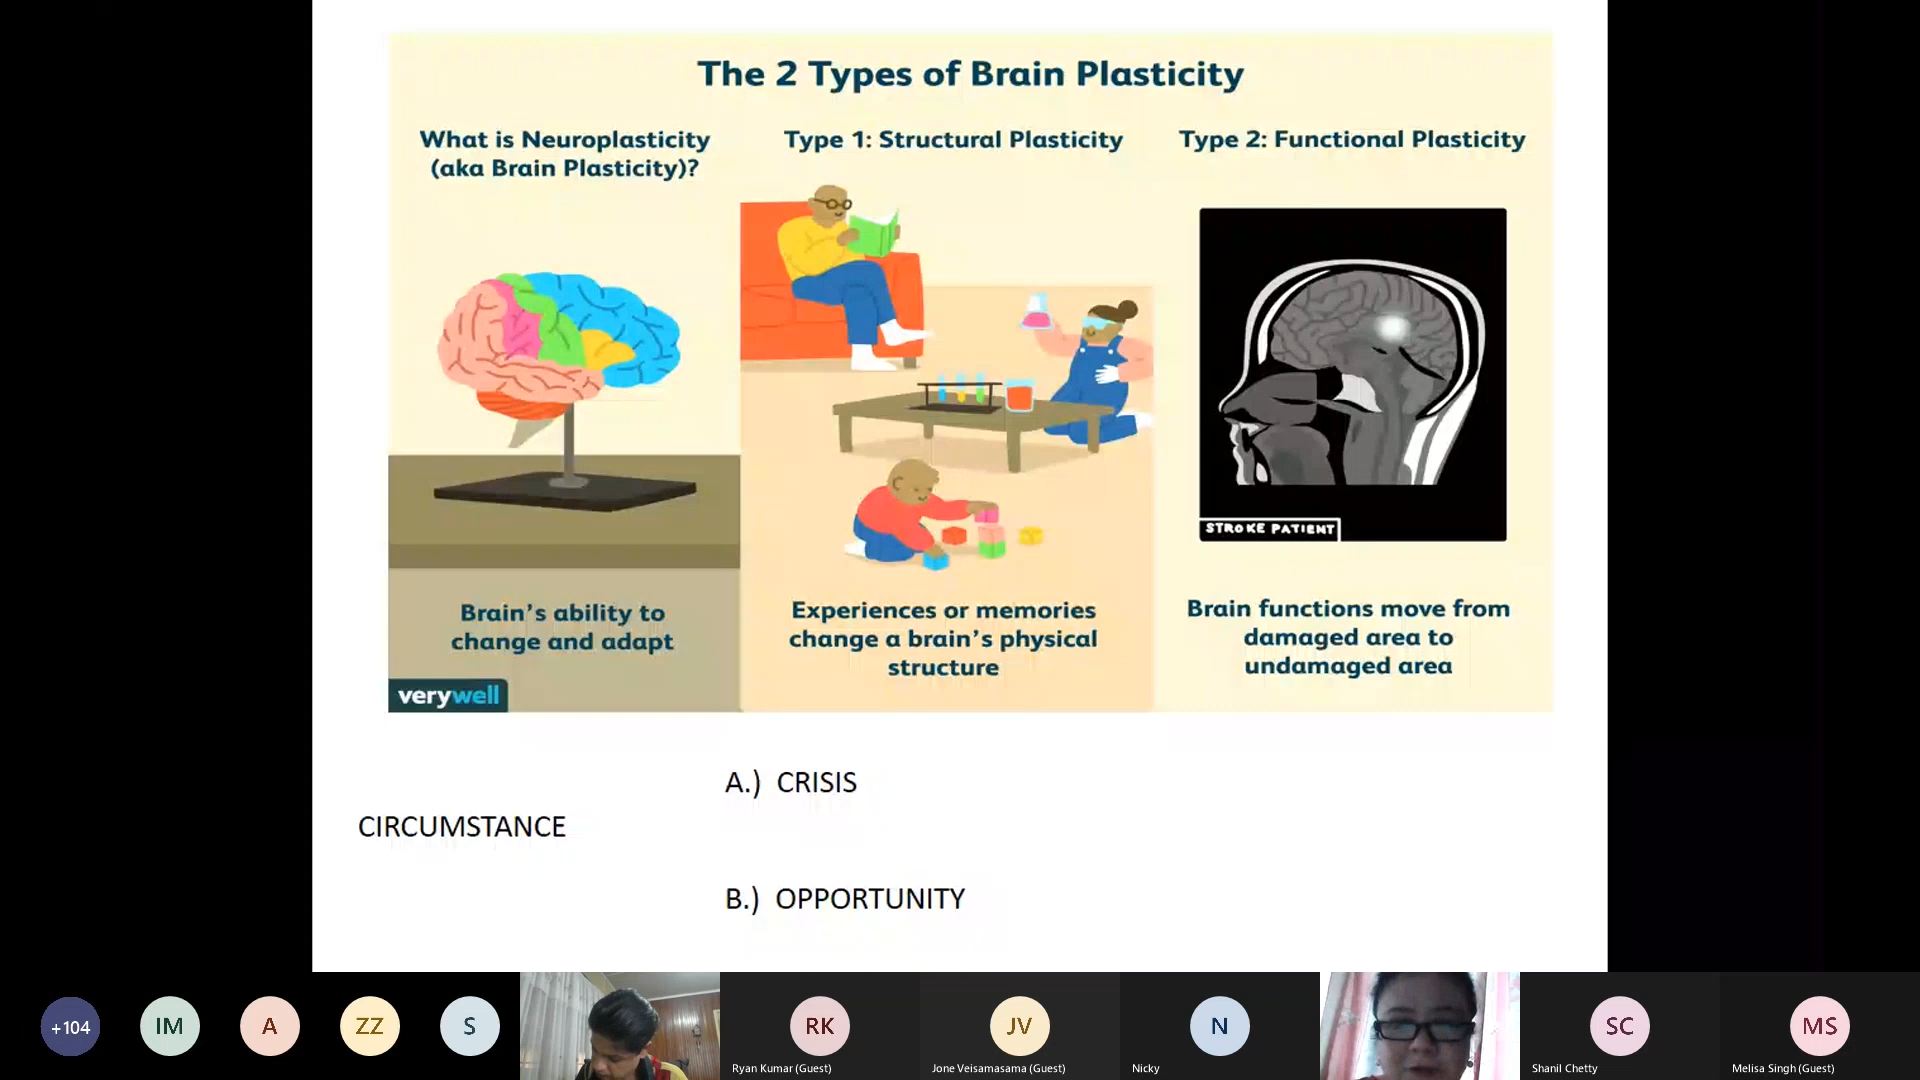 The 2 Types of Brain Plasticity
What is Neuroplasticity
(aka Brain Plasticity)?
Brain's ability to
change and adapt
verywell
Type 1: Structural Plasticity
Experiences or memories
change a brain's physical
structure
Type 2: Functional Plasticity
STROKE PATIENT
Brain functions move from
damaged area to
undamaged area
A.) CRISIS
CIRCUMSTANCE
B.) OPPORTUNITY
+104
IM
A
ZZ
S
RK
Ryan Kumar (Guest)
JV
Jone Veisamasama (Guest)
N
Nicky
SC
Shanil Chetty
MS
Melisa Singh (Guest)